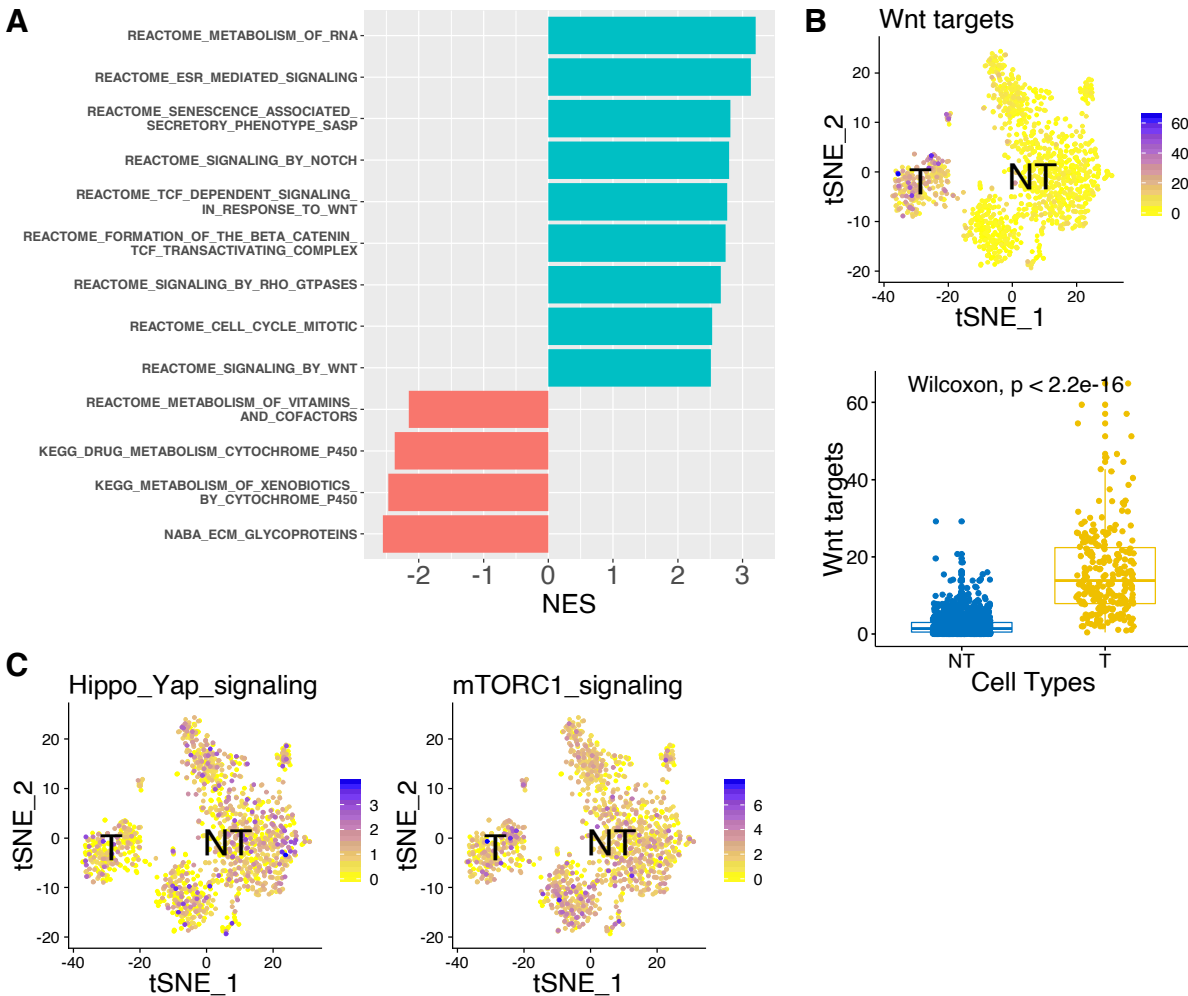 A
REACTOME_METABOLISM_OF_RNA
REACTOME_ESR_MEDIATED_SIGNALING
REACTOME_SENESCENCE_ASSOCIATED_
SECRETORY_PHENOTYPE_SASP
REACTOME_SIGNALING_BY_NOTCH
REACTOME_TCF_DEPENDENT_SIGNALING_
IN_RESPONSE_TO_WNT
REACTOME_FORMATION_OF_THE_BETA_CATENIN_
TCF_TRANSACTIVATING_COMPLEX
REACTOME_SIGNALING_BY_RHO_GTPASES
REACTOME_CELL_CYCLE_MITOTIC
REACTOME_SIGNALING_BY_WNT
REACTOME_METABOLISM_OF_VITAMINS_
AND_COFACTORS
KEGG_DRUG_METABOLISM_CYTOCHROME_P450
KEGG_METABOLISM_OF_XENOBIOTICS_
BY_CYTOCHROME_P450
NABA_ECM_GLYCOPROTEINS
-2 -1 0 1 2 3
NES
B
Wnt targets
tSNE_2
20
10
0
-10
-20
T
NT
60
40
20
0
-40 -20 0 20
tSNE_1
Wilcoxon, p < 2.2e-16
Wnt targets
60
40
20
0
NT T
Cell Types
C
Hippo_Yap_signaling
tSNE_2
20
10
0
-10
-20
T
NT
3
2
1
0
-40 -20 0 20
tSNE_1
mTORC1_signaling
tSNE_2
20
10
0
-10
-20
T
NT
6
4
2
0
-40 -20 0 20
tSNE_1